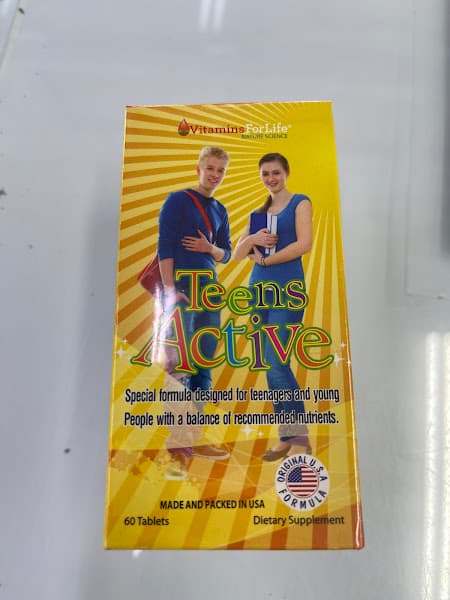 VitaminsForLife
NATURE SCIENCE
Teens
Active
Special formula designed for teenagers and young
People with a balance of recommended nutrients.
ORIGINAL U.S.A
FORMULA
MADE AND PACKED IN USA
60 Tablets Dietary Supplement